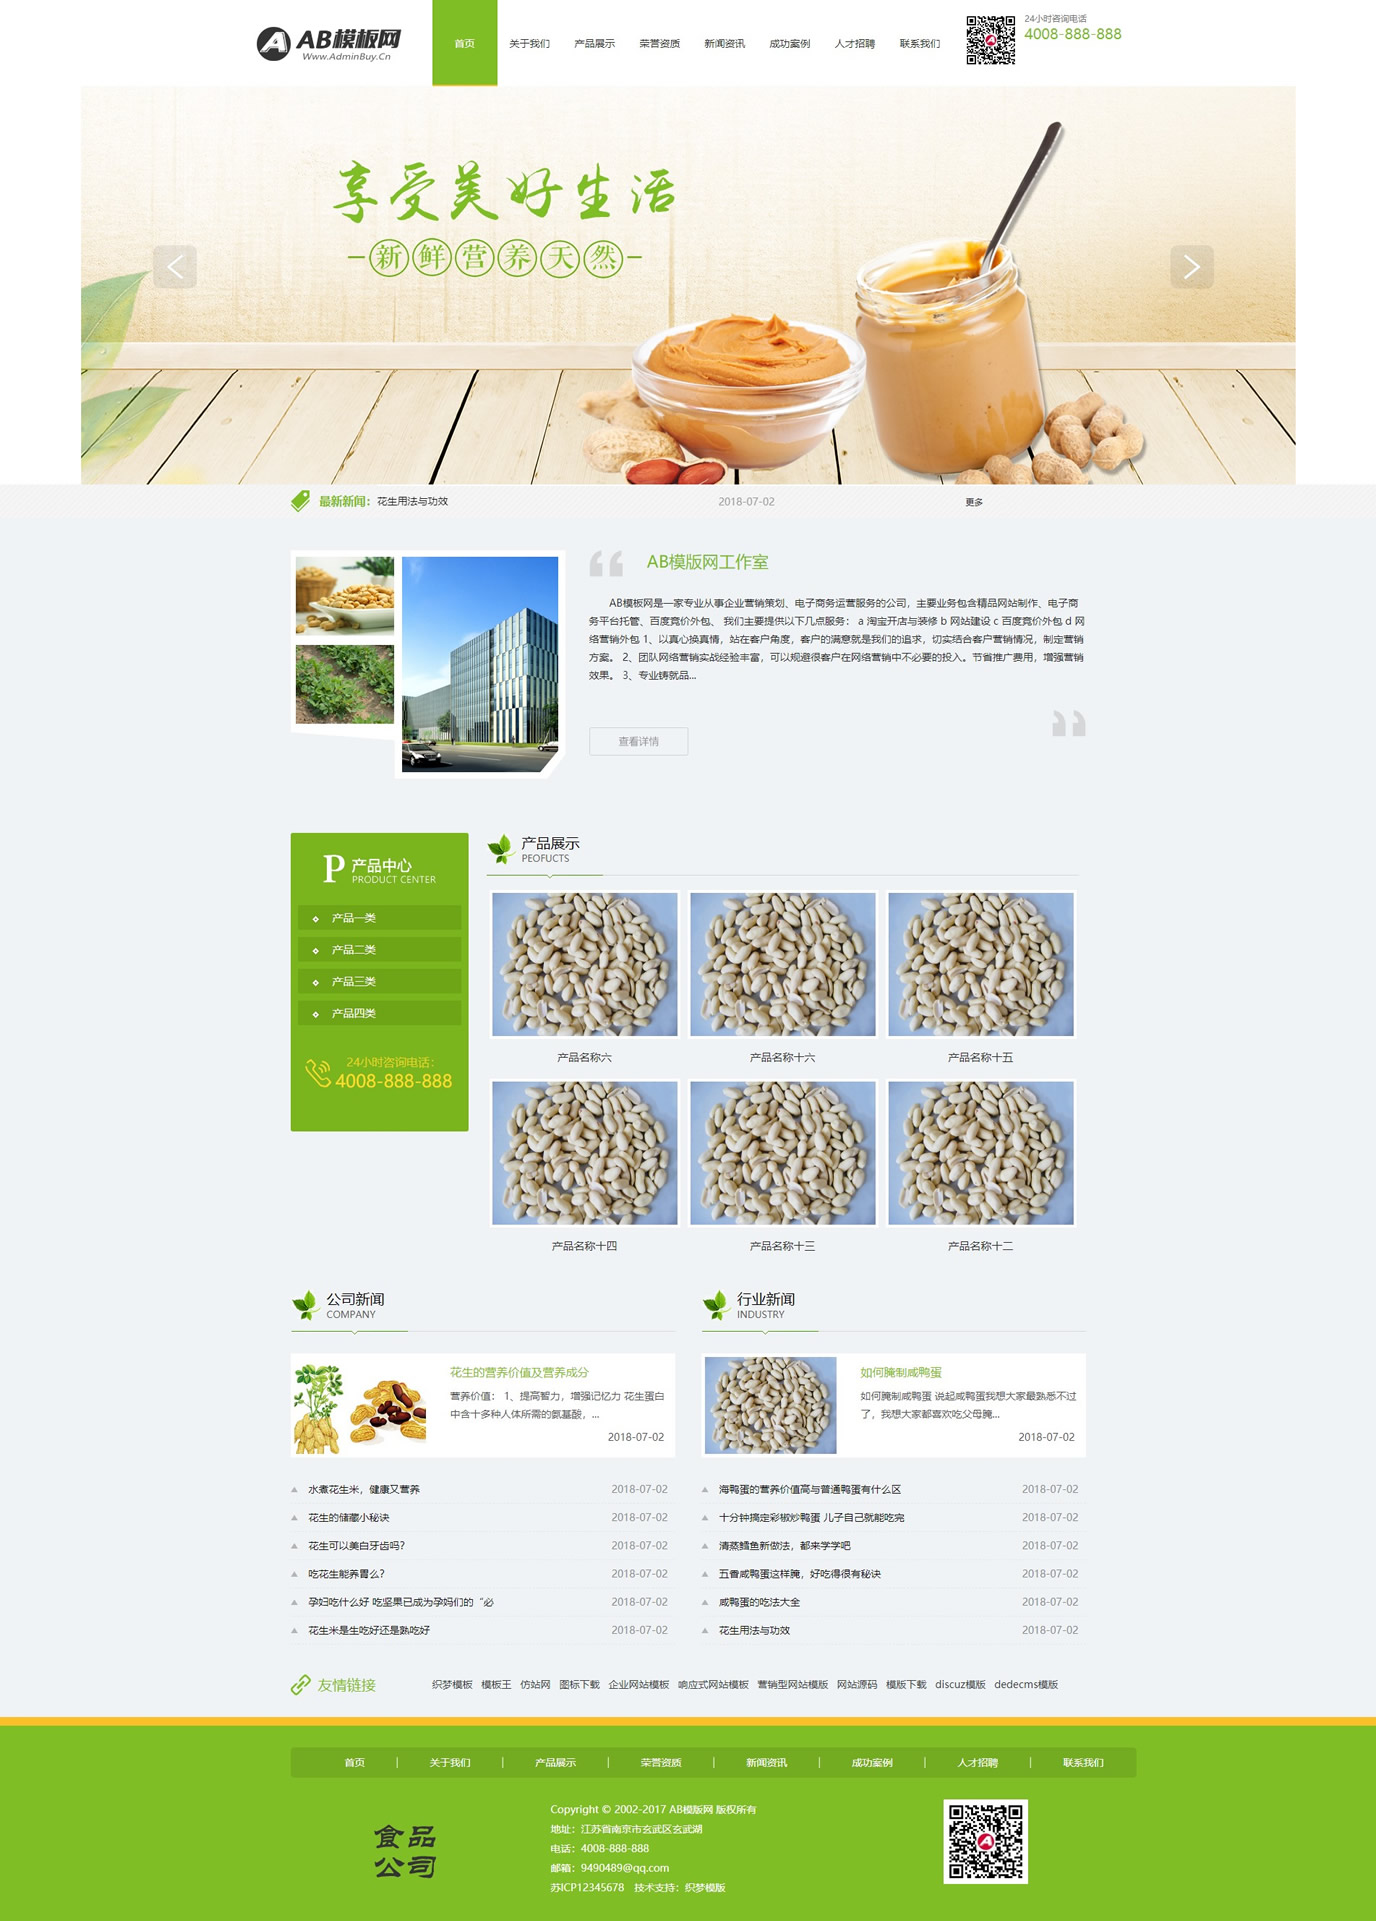 AB模板网
Www.AdminBuy.Cn
首页 关于我们 产品展示 荣誉资质 新闻资讯 成功案例 人才招聘 联系我们
24小时咨询电话
4008-888-888
享受美好生活
新鲜营养天然
最新新闻： 花生用法与功效 2018-07-02 更多
AB模版网工作室
AB模板网是一家专业从事企业营销策划、电子商务运营服务的公司，主要业务包含精品网站制作、电子商
务平台托管、百度竞价外包、 我们主要提供以下几点服务： a 淘宝开店与装修 b 网站建设 c 百度竞价外包 d 网
络营销外包 1、以真心换真情，站在客户角度，客户的满意就是我们的追求，切实结合客户营销情况，制定营销
方案。 2、团队网络营销实战经验丰富，可以规避很客户在网络营销中不必要的投入。节省推广费用，增强营销
效果。 3、专业铸就品...
查看详情
P 产品中心
PRODUCT CENTER
产品一类
产品二类
产品三类
产品四类
24小时咨询电话：
4008-888-888
产品展示
PEOFUCTS
产品名称六 产品名称十六 产品名称十五
产品名称十四 产品名称十三 产品名称十二
公司新闻
COMPANY
花生的营养价值及营养成分
营养价值： 1、提高智力，增强记忆力 花生蛋白
中含十多种人体所需的氨基酸，...
2018-07-02
水煮花生米，健康又营养 2018-07-02
花生的储藏小秘诀 2018-07-02
花生可以美白牙齿吗？ 2018-07-02
吃花生能养胃么？ 2018-07-02
孕妇吃什么好 吃坚果已成为孕妈们的“必 2018-07-02
花生米是生吃好还是熟吃好 2018-07-02
行业新闻
INDUSTRY
如何腌制咸鸭蛋
如何腌制咸鸭蛋 说起咸鸭蛋我想大家最熟悉不过
了，我想大家都喜欢吃父母腌...
2018-07-02
海鸭蛋的营养价值高与普通鸭蛋有什么区 2018-07-02
十分钟搞定彩椒炒鸭蛋 儿子自己就能吃完 2018-07-02
清蒸鳕鱼新做法，都来学学吧 2018-07-02
五香咸鸭蛋这样腌，好吃得很有秘诀 2018-07-02
咸鸭蛋的吃法大全 2018-07-02
花生用法与功效 2018-07-02
友情链接 织梦模板 模板王 仿站网 图标下载 企业网站模板 响应式网站模板 营销型网站模版 网站源码 模版下载 discuz模版 dedecms模版
首页 | 关于我们 | 产品展示 | 荣誉资质 | 新闻资讯 | 成功案例 | 人才招聘 | 联系我们
食品
公司
Copyright © 2002-2017 AB模版网 版权所有
地址：江苏省南京市玄武区玄武湖
电话：4008-888-888
邮箱：9490489@qq.com
苏ICP12345678 技术支持：织梦模版